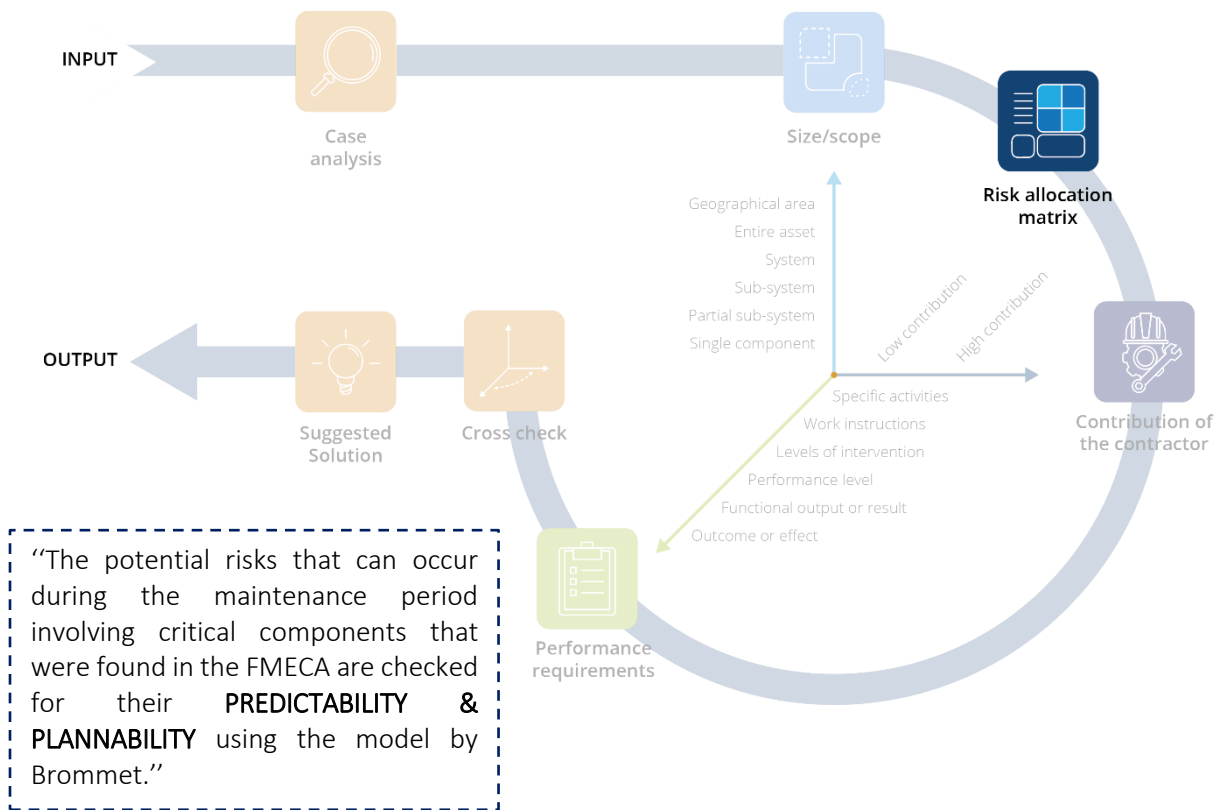 INPUT
Case
analysis
Size/scope
Risk allocation
matrix
Geographical area
Entire asset
System
Sub-system
Partial sub-system
Single component
Low contribution
High contribution
Specific activities
Work instructions
Levels of intervention
Performance level
Functional output or result
Outcome or effect
Contribution of
the contractor
OUTPUT
Suggested
Solution
Cross check
Performance
requirements
‘‘The potential risks that can occur
during the maintenance period
involving critical components that
were found in the FMECA are checked
for their PREDICTABILITY &
PLANNABILITY using the model by
Brommet.’’